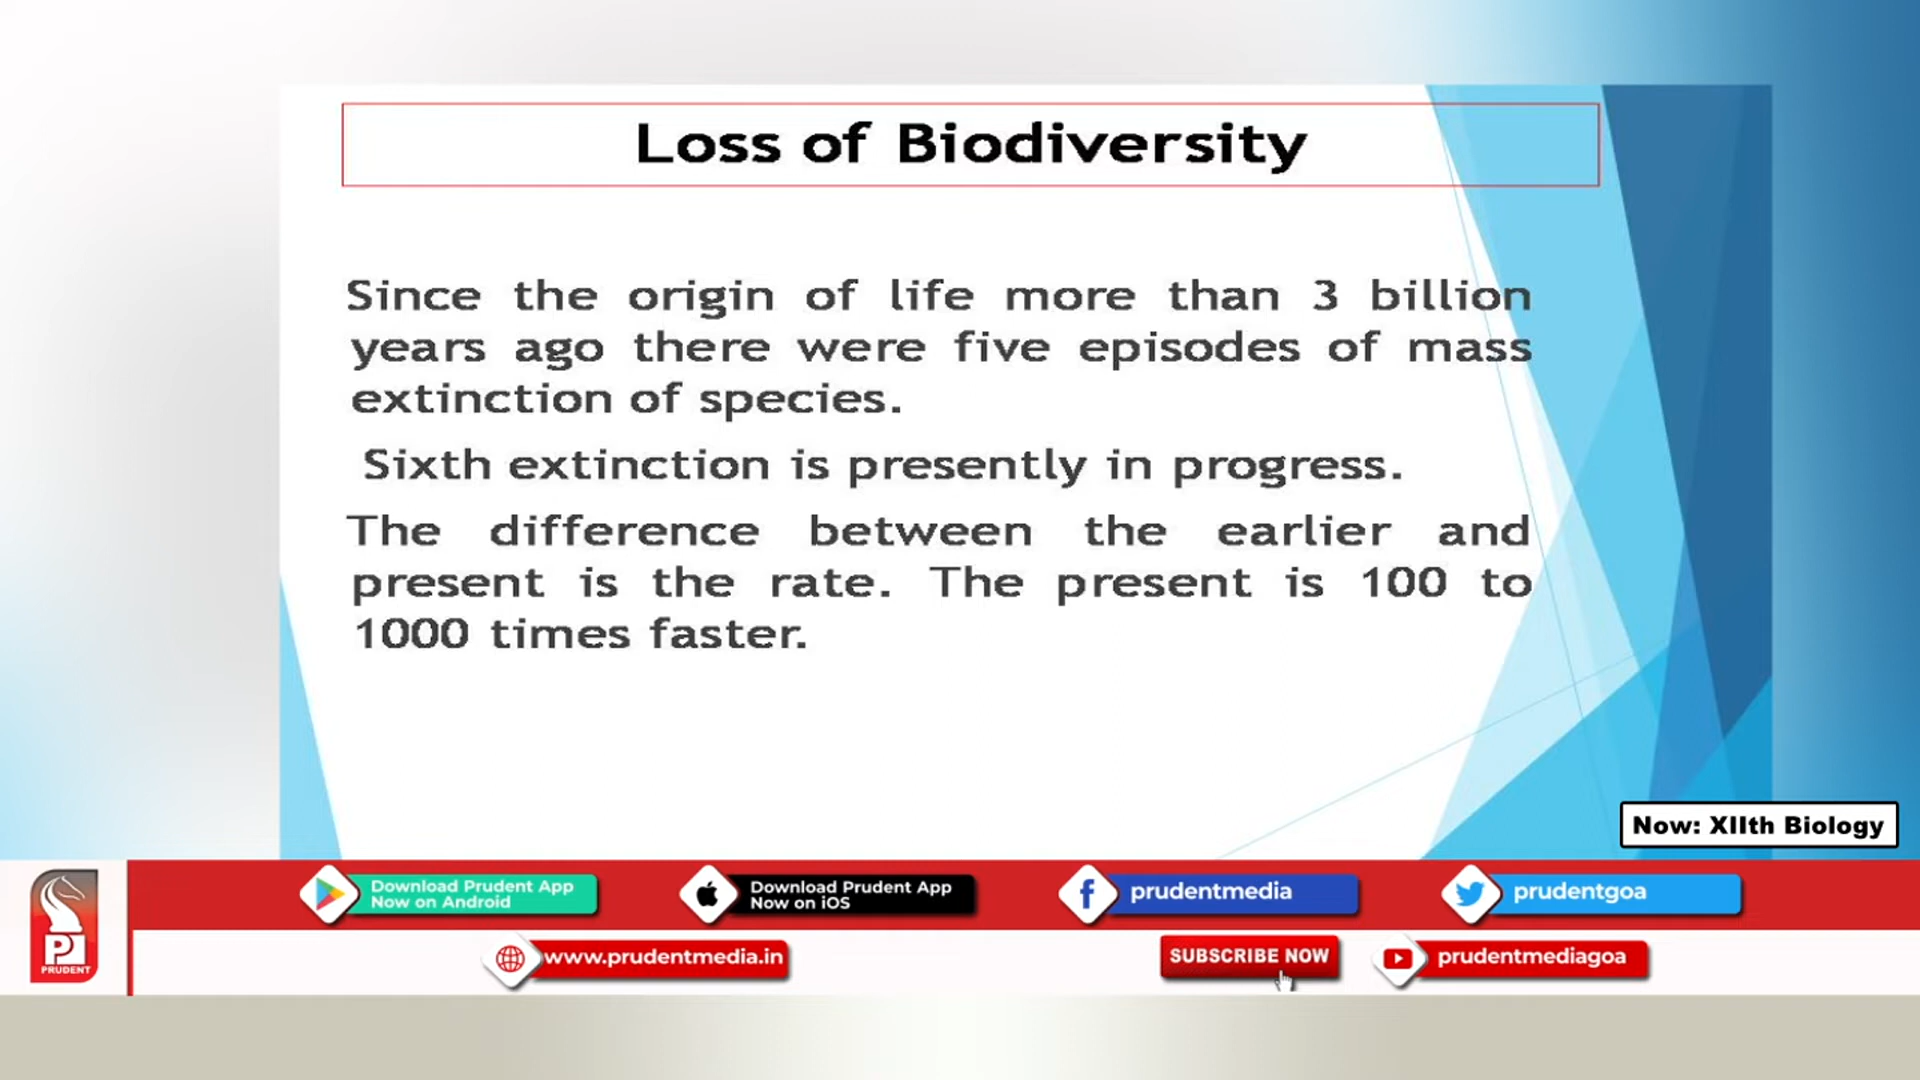 Loss of Biodiversity
Since the origin of life more than 3 billion
years ago there were five episodes of mass
extinction of species.
Sixth extinction is presently in progress.
The difference between the earlier and
present is the rate. The present is 100 to
1000 times faster.
Now: XIIth Biology
Download Prudent App
Now on Android
Download Prudent App
Now on iOS
prudentmedia
prudentgoa
PRUDENT
www.prudentmedia.in
SUBSCRIBE NOW
prudentmediagoa